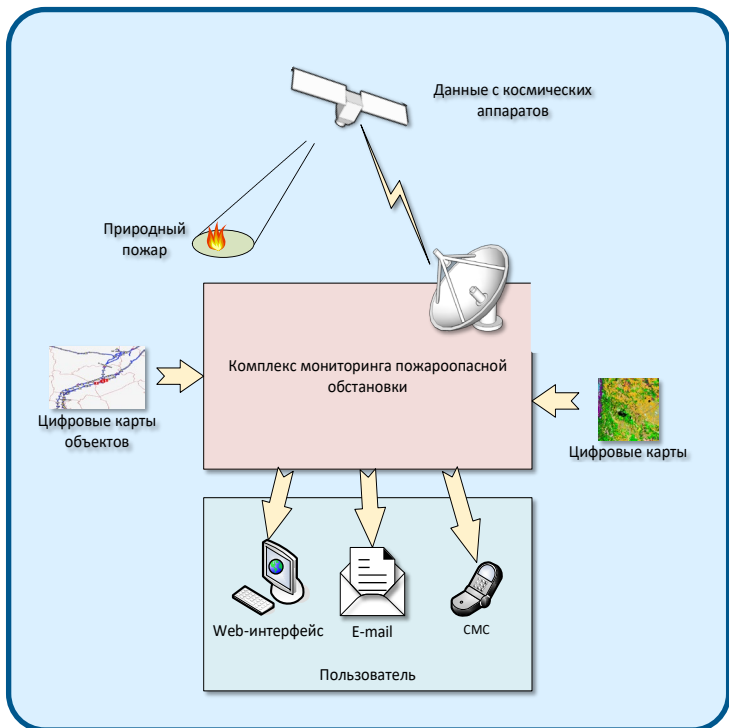 Данные с космических
аппаратов
Природный
пожар
Комплекс мониторинга пожароопасной
обстановки
Цифровые карты
объектов
Цифровые карты
Web-интерфейс
E-mail
СМС
Пользователь